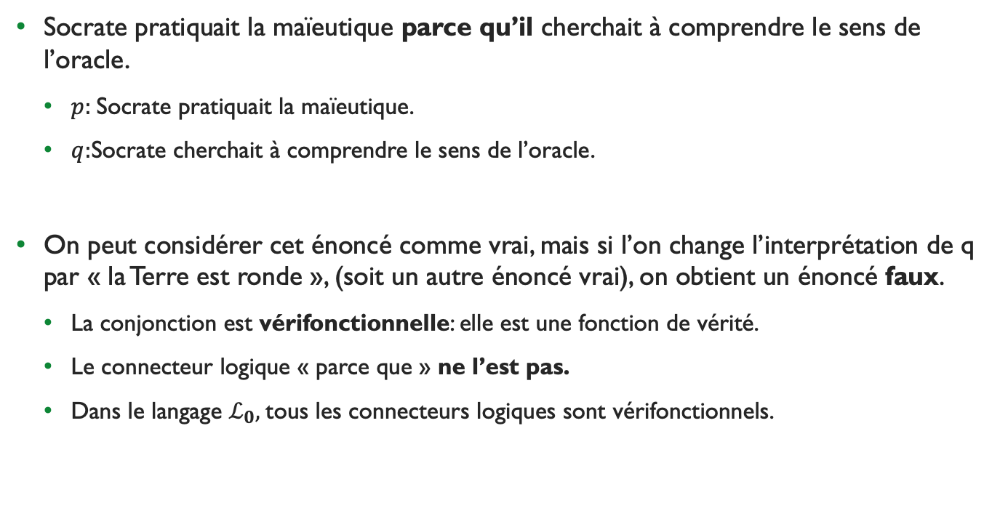 • Socrate pratiquait la maïeutique parce qu’il cherchait à comprendre le sens de
l’oracle.
• p: Socrate pratiquait la maïeutique.
• q:Socrate cherchait à comprendre le sens de l’oracle.
• On peut considérer cet énoncé comme vrai, mais si l’on change l’interprétation de q
par « la Terre est ronde », (soit un autre énoncé vrai), on obtient un énoncé faux.
• La conjonction est vérifonctionnelle: elle est une fonction de vérité.
• Le connecteur logique « parce que » ne l’est pas.
• Dans le langage ℒ₀, tous les connecteurs logiques sont vérifonctionnels.